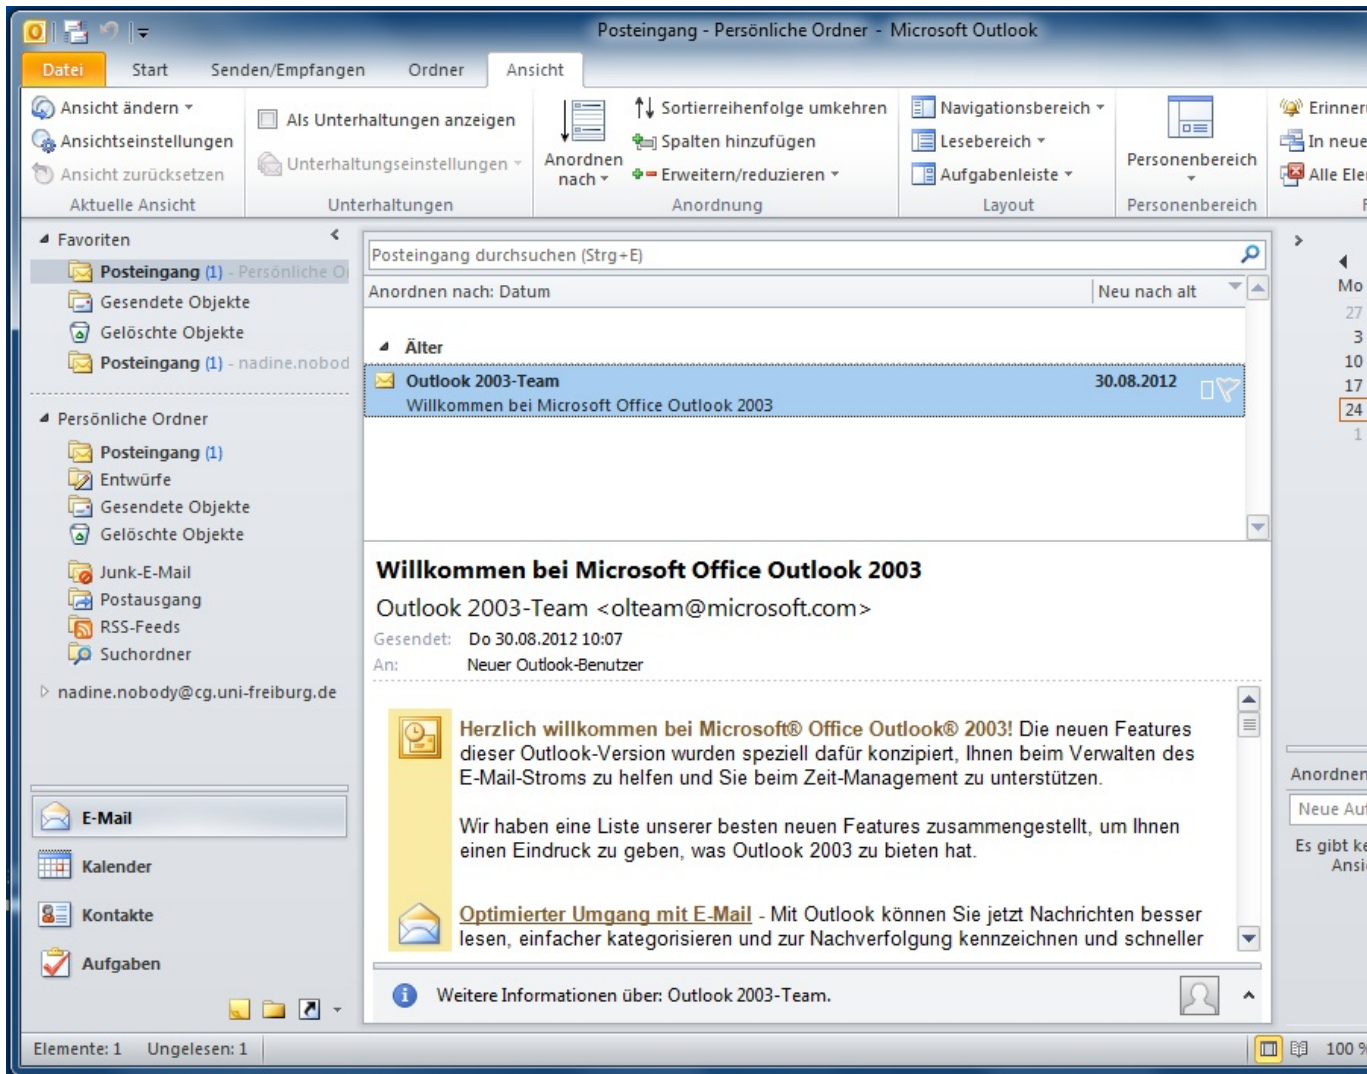 Posteingang - Persönliche Ordner - Microsoft Outlook
Datei Start Senden/Empfangen Ordner Ansicht
Ansicht ändern
Ansichtseinstellungen
Ansicht zurücksetzen
Aktuelle Ansicht
Als Unterhaltungen anzeigen
Unterhaltungseinstellungen
Unterhaltungen
Anordnen
nach
Sortierreihenfolge umkehren
Spalten hinzufügen
Erweitern/reduzieren
Anordnung
Navigationsbereich
Lesebereich
Aufgabenleiste
Layout
Personenbereich
Personenbereich
Erinner
In neue
Alle Ele
Favoriten
Posteingang (1) - Persönliche O
Gesendete Objekte
Gelöschte Objekte
Posteingang (1) - nadine.nobod
Persönliche Ordner
Posteingang (1)
Entwürfe
Gesendete Objekte
Gelöschte Objekte
Junk-E-Mail
Postausgang
RSS-Feeds
Suchordner
nadine.nobody@cg.uni-freiburg.de
E-Mail
Kalender
Kontakte
Aufgaben
Posteingang durchsuchen (Strg+E)
Anordnen nach: Datum Neu nach alt
Älter
Outlook 2003-Team 30.08.2012
Willkommen bei Microsoft Office Outlook 2003
Willkommen bei Microsoft Office Outlook 2003
Outlook 2003-Team <olteam@microsoft.com>
Gesendet: Do 30.08.2012 10:07
An: Neuer Outlook-Benutzer
Herzlich willkommen bei Microsoft® Office Outlook® 2003! Die neuen Features
dieser Outlook-Version wurden speziell dafür konzipiert, Ihnen beim Verwalten des
E-Mail-Stroms zu helfen und Sie beim Zeit-Management zu unterstützen.
Wir haben eine Liste unserer besten neuen Features zusammengestellt, um Ihnen
einen Eindruck zu geben, was Outlook 2003 zu bieten hat.
Optimierter Umgang mit E-Mail - Mit Outlook können Sie jetzt Nachrichten besser
lesen, einfacher kategorisieren und zur Nachverfolgung kennzeichnen und schneller
Weitere Informationen über: Outlook 2003-Team.
Mo
27
3
10
17
24
1
Anordnen
Neue Auf
Es gibt ke
Ansi
Elemente: 1 Ungelesen: 1 100 %